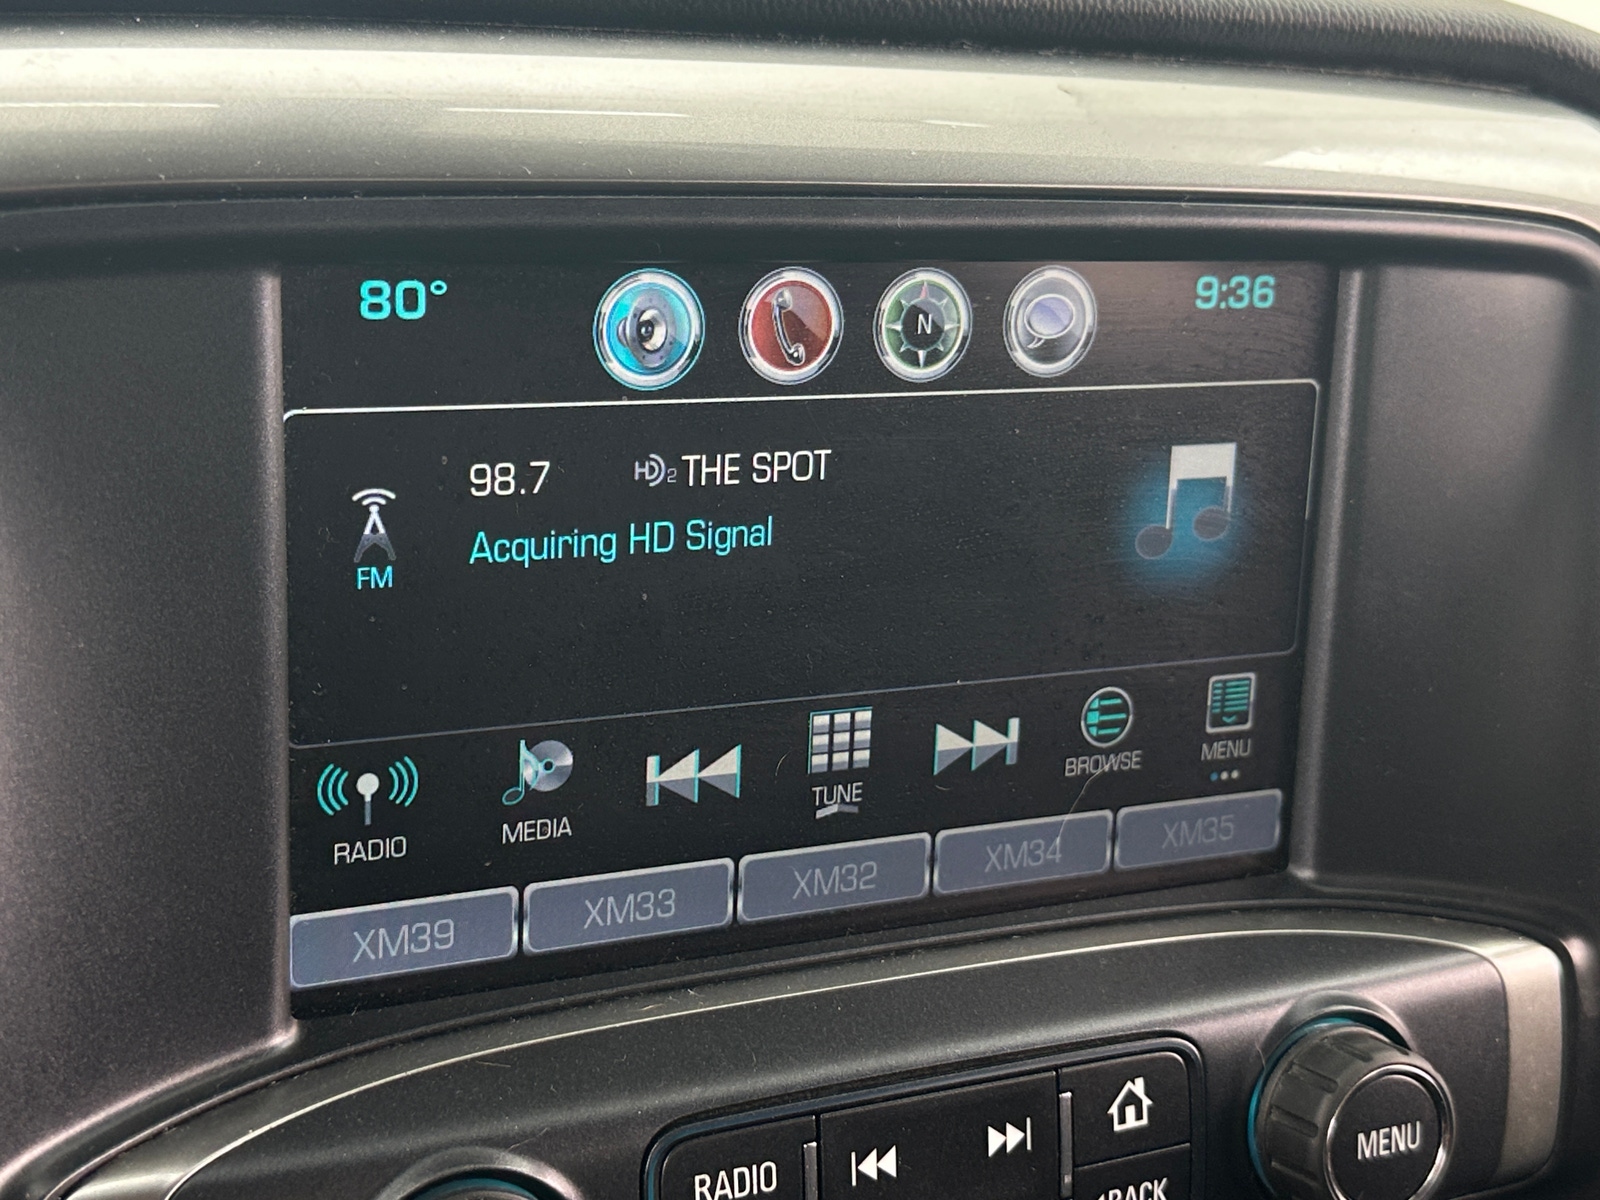 80° 9:36
N
98.7 HD2 THE SPOT
Acquiring HD Signal
FM
RADIO MEDIA TUNE BROWSE MENU
XM39 XM33 XM32 XM34 XM35
RADIO BACK MENU